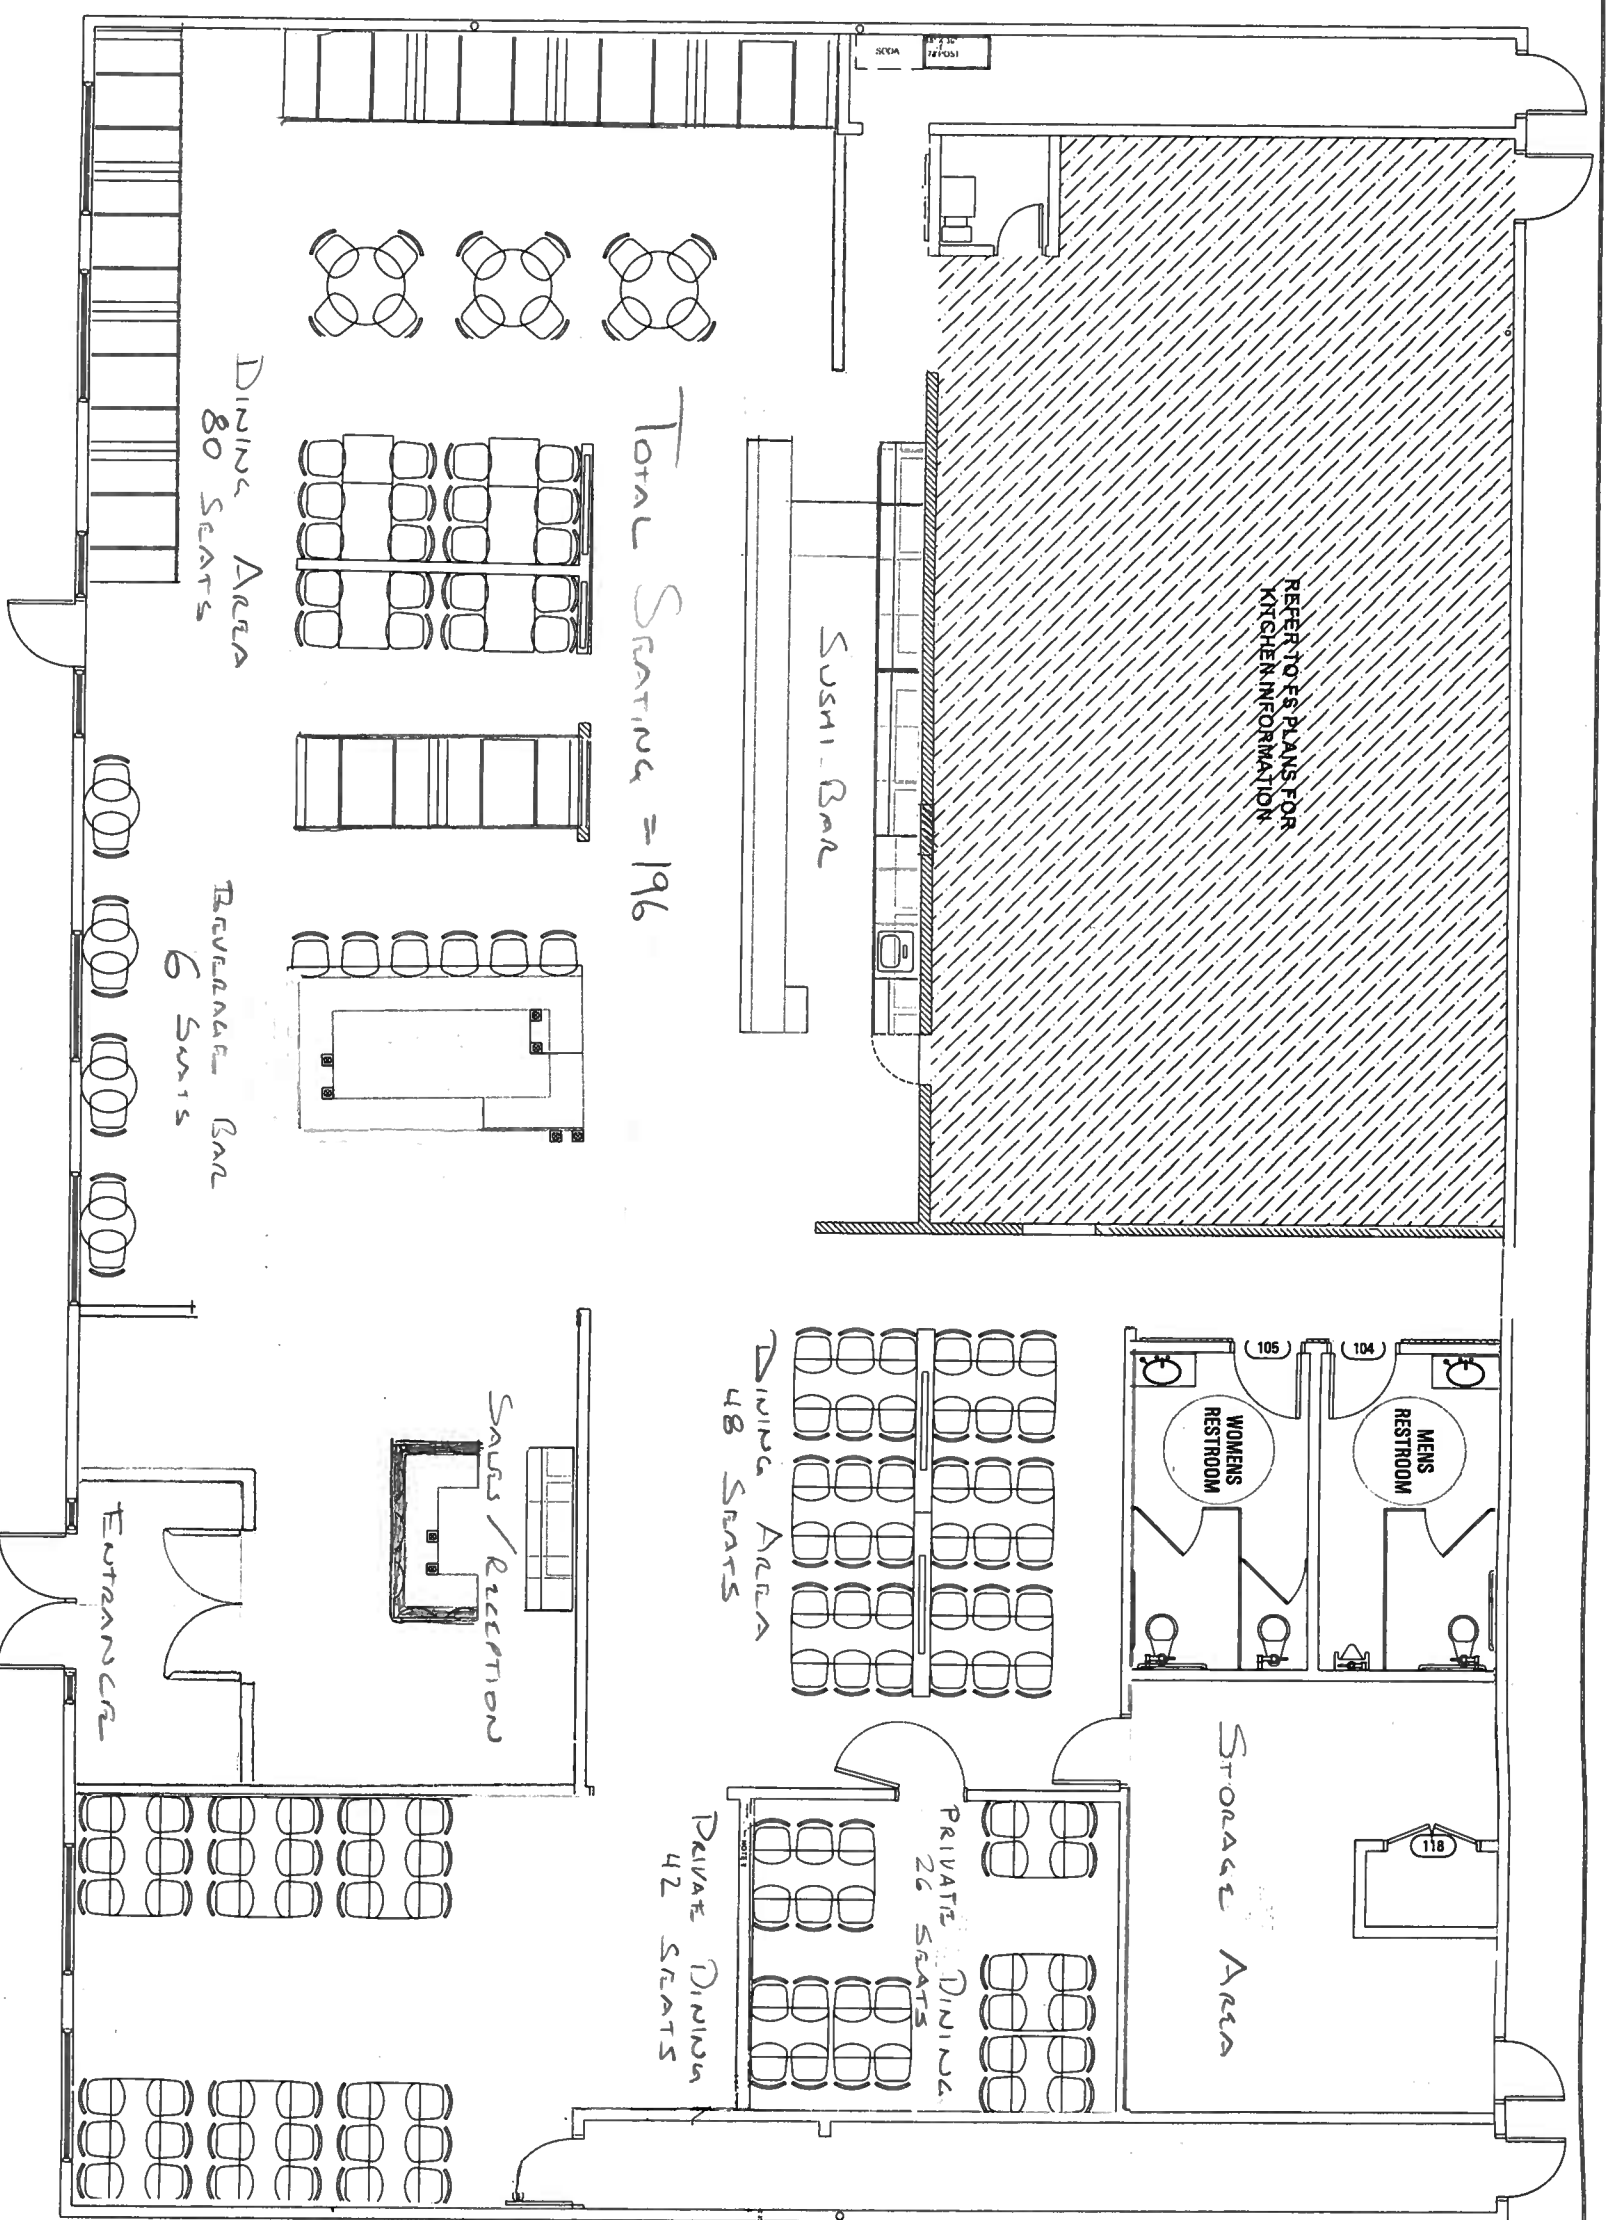 SODA
REFER TO FS PLANS FOR
KITCHEN INFORMATION
TOTAL SEATING = 196
SUSHI-BAR
DINING AREA
80 SEATS
BEVERAGE BAR
6 SEATS
105
104
WOMENS
RESTROOM
MENS
RESTROOM
DINING AREA
48 SEATS
SALES / RECEPTION
ENTRANCE
STORAGE AREA
118
PRIVATE DINING
26 SEATS
PRIVATE DINING
42 SEATS